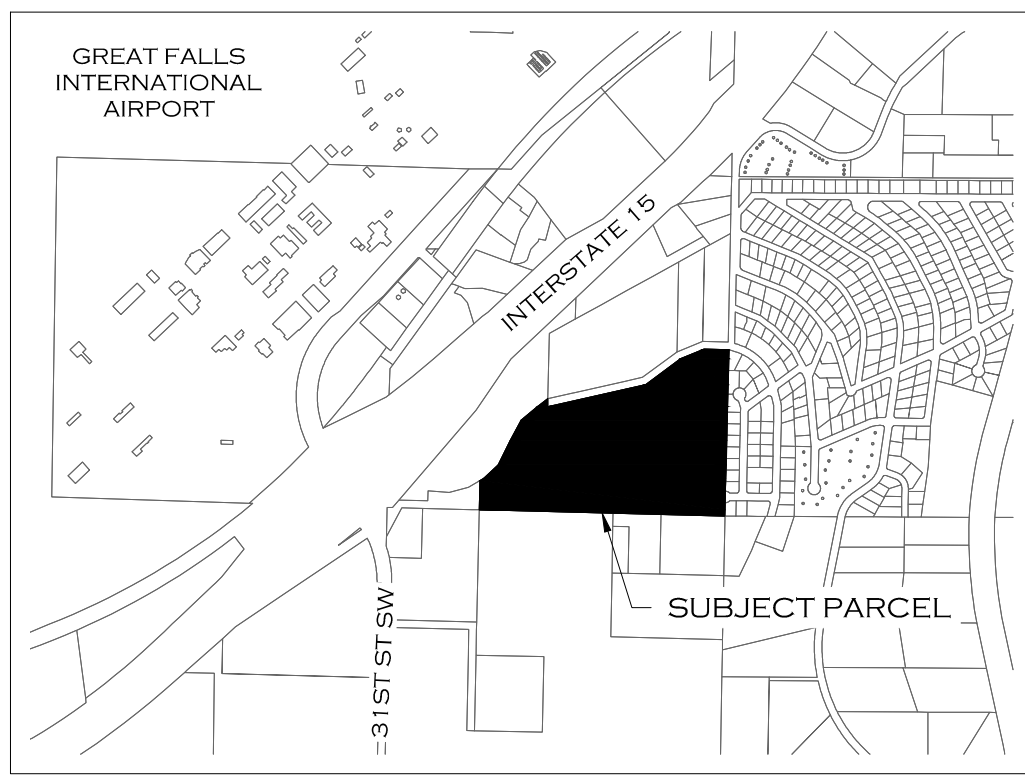 GREAT FALLS
INTERNATIONAL
AIRPORT
INTERSTATE 15
SUBJECT PARCEL
31ST ST SW